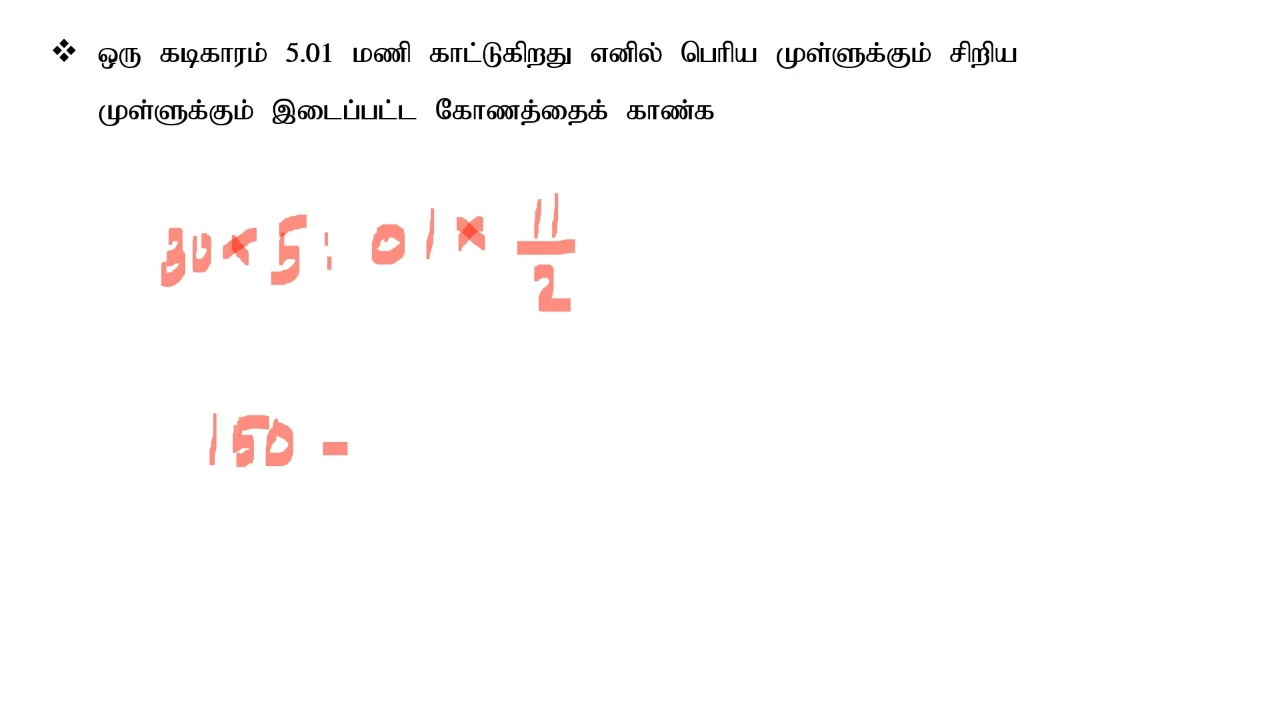 ❖ ஒரு கடிகாரம் 5.01 மணி காட்டுகிறது எனில் பெரிய முள்ளுக்கும் சிறிய
முள்ளுக்கும் இடைப்பட்ட கோணத்தைக் காண்க
30 × 5 : 01 × 11/2
150 -